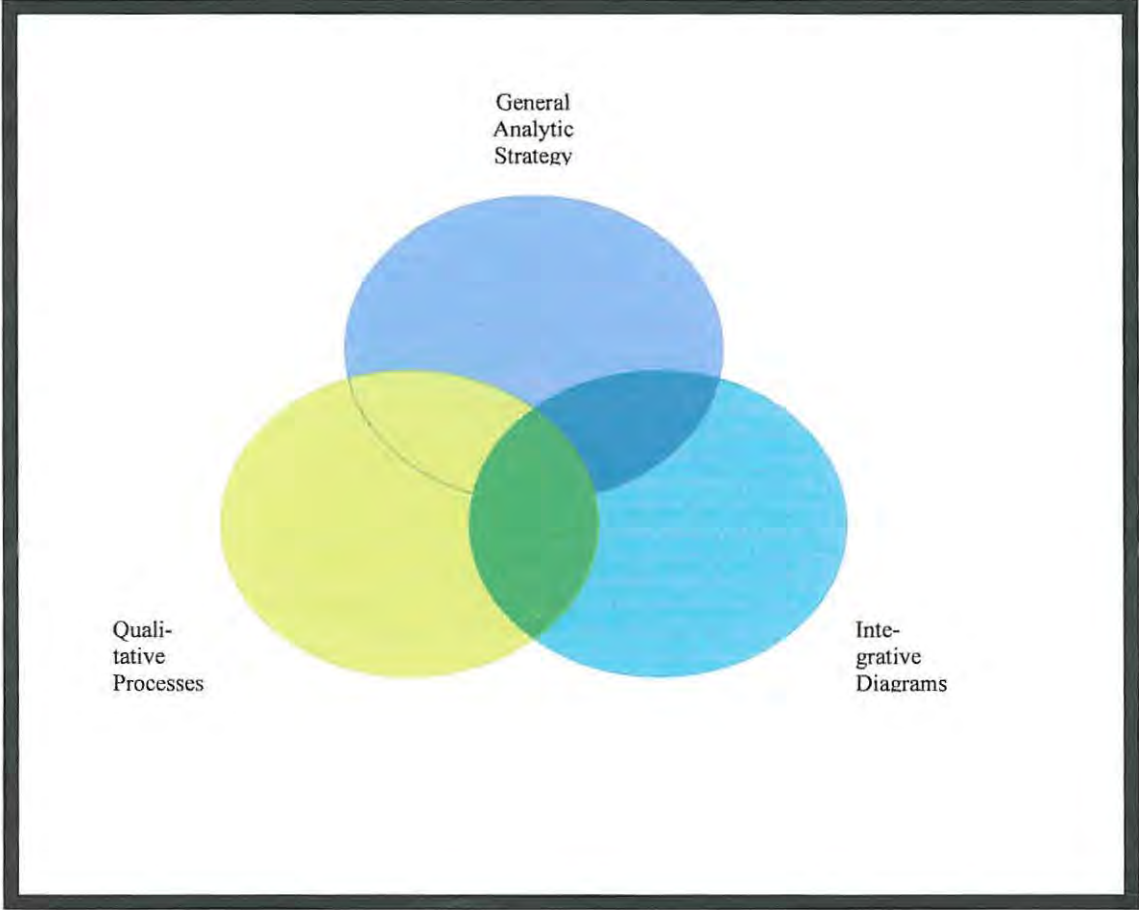 General
Analytic
Strategy
Quali-
tative
Processes
Inte-
grative
Diagrams